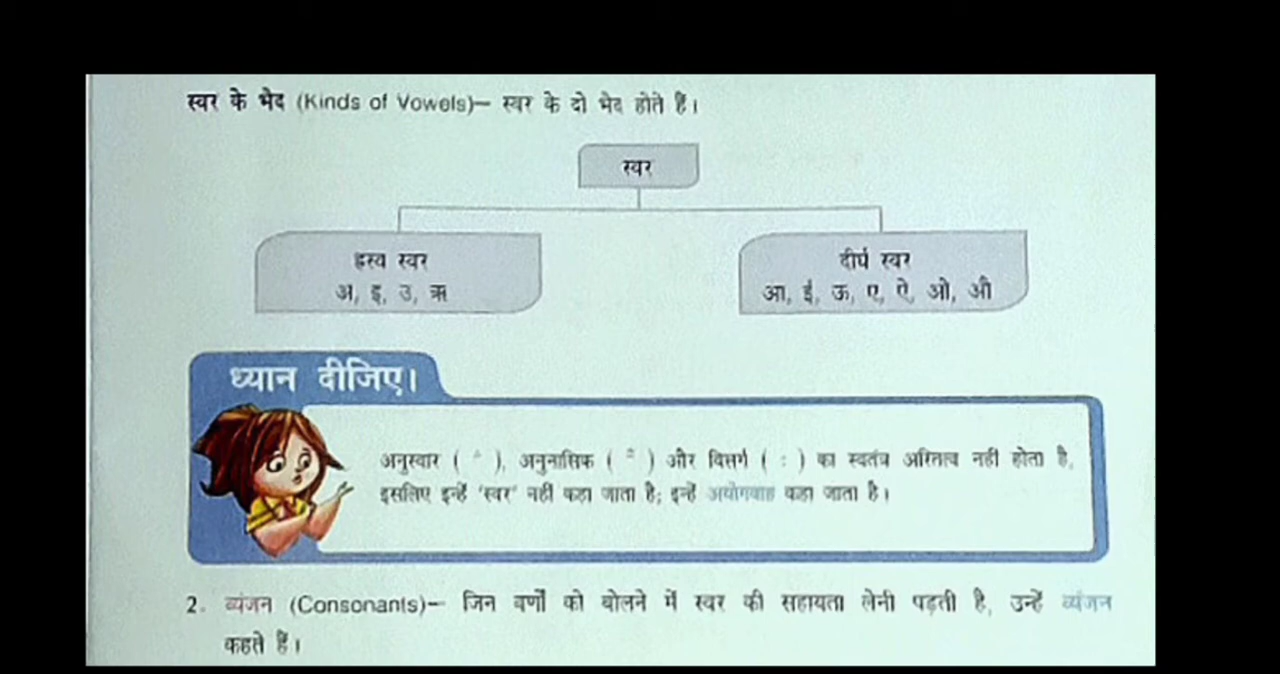 स्वर के भेद (Kinds of Vowels)– स्वर के दो भेद होते हैं।
स्वर
ह्रस्व स्वर
अ, इ, उ, ऋ
दीर्घ स्वर
आ, ई, ऊ, ए, ऐ, ओ, औ
ध्यान दीजिए।
अनुस्वार ( ं ), अनुनासिक ( ँ ) और विसर्ग ( : ) का स्वतंत्र अस्तित्व नहीं होता है,
इसलिए इन्हें 'स्वर' नहीं कहा जाता है; इन्हें अयोगवाह कहा जाता है।
2. व्यंजन (Consonants)– जिन वर्णों को बोलने में स्वर की सहायता लेनी पड़ती है, उन्हें व्यंजन
कहते हैं।